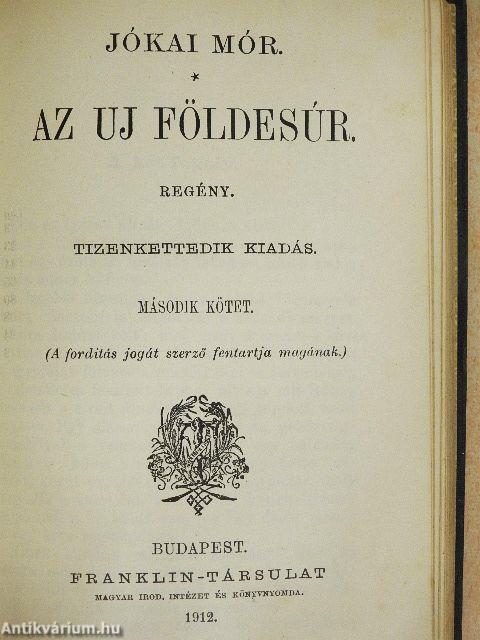 JÓKAI MÓR.
*
AZ UJ FÖLDESÚR.
REGÉNY.
TIZENKETTEDIK KIADÁS.
MÁSODIK KÖTET.
(A forditás jogát szerző fentartja magának.)
BUDAPEST.
FRANKLIN-TÁRSULAT
MAGYAR IROD. INTÉZET ÉS KÖNYVNYOMDA.
1912.
Antikvárium.hu